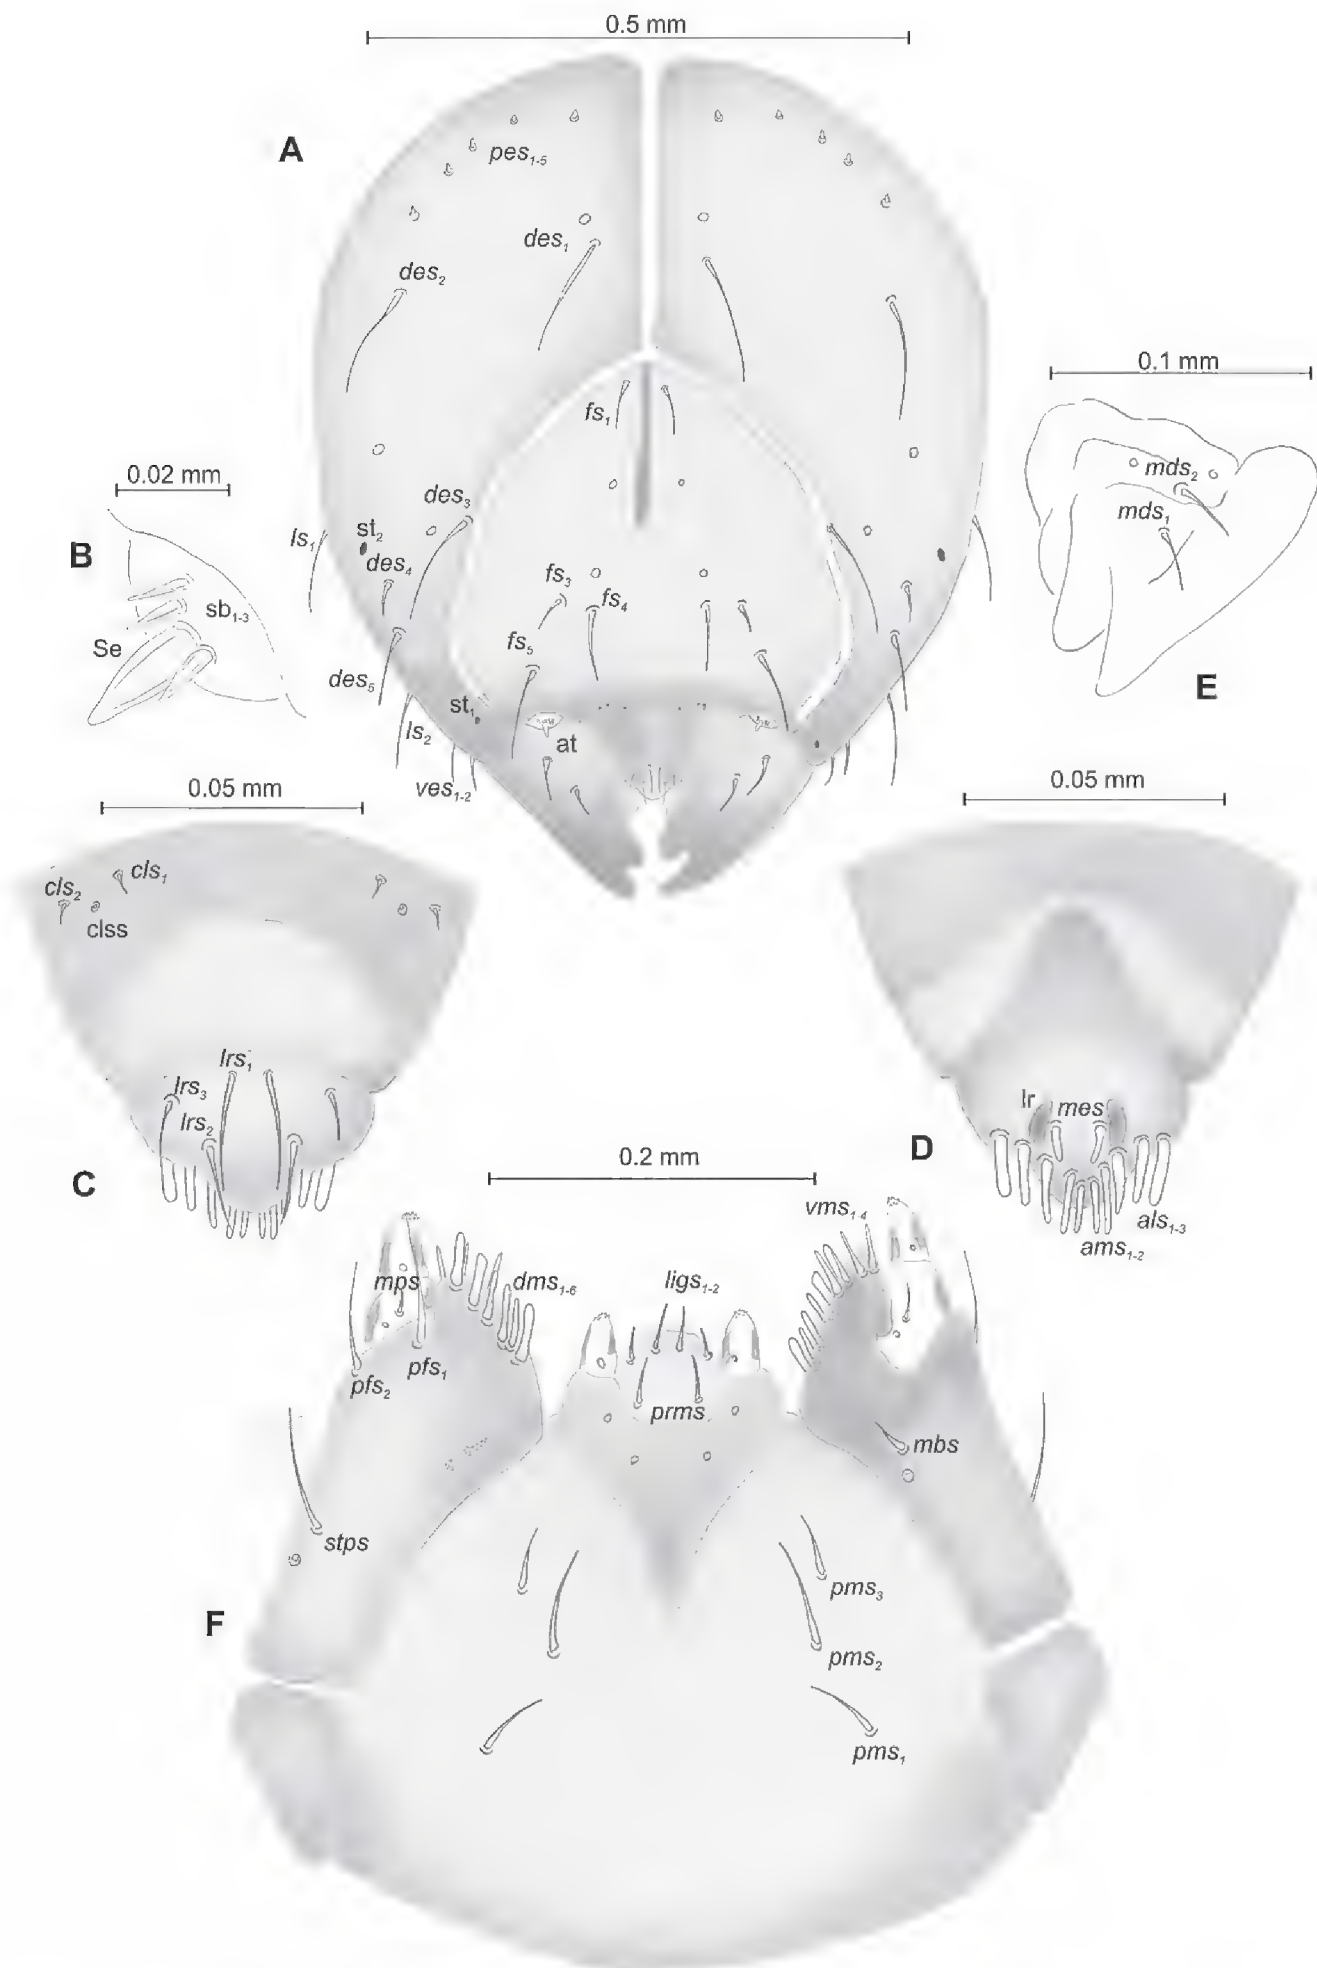 0.5 mm
A
pes₁₋₅
des₁
des₂
0.1 mm
fs₁
mds₂
mds₁
E
0.02 mm
B
sb₁₋₃
Se
ls₁
st₂
des₃
des₄
fs₃
fs₄
fs₅
des₅
st₁
at
ls₂
ves₁₋₂
0.05 mm
cls₁
cls₂
clss
lrs₁
lrs₃
lrs₂
C
0.05 mm
lr
mes
D
als₁₋₃
ams₁₋₂
0.2 mm
vms₁₋₄
mps
dms₁₋₆
ligs₁₋₂
pfs₁
pfs₂
prms
mbs
stps
pms₃
F
pms₂
pms₁